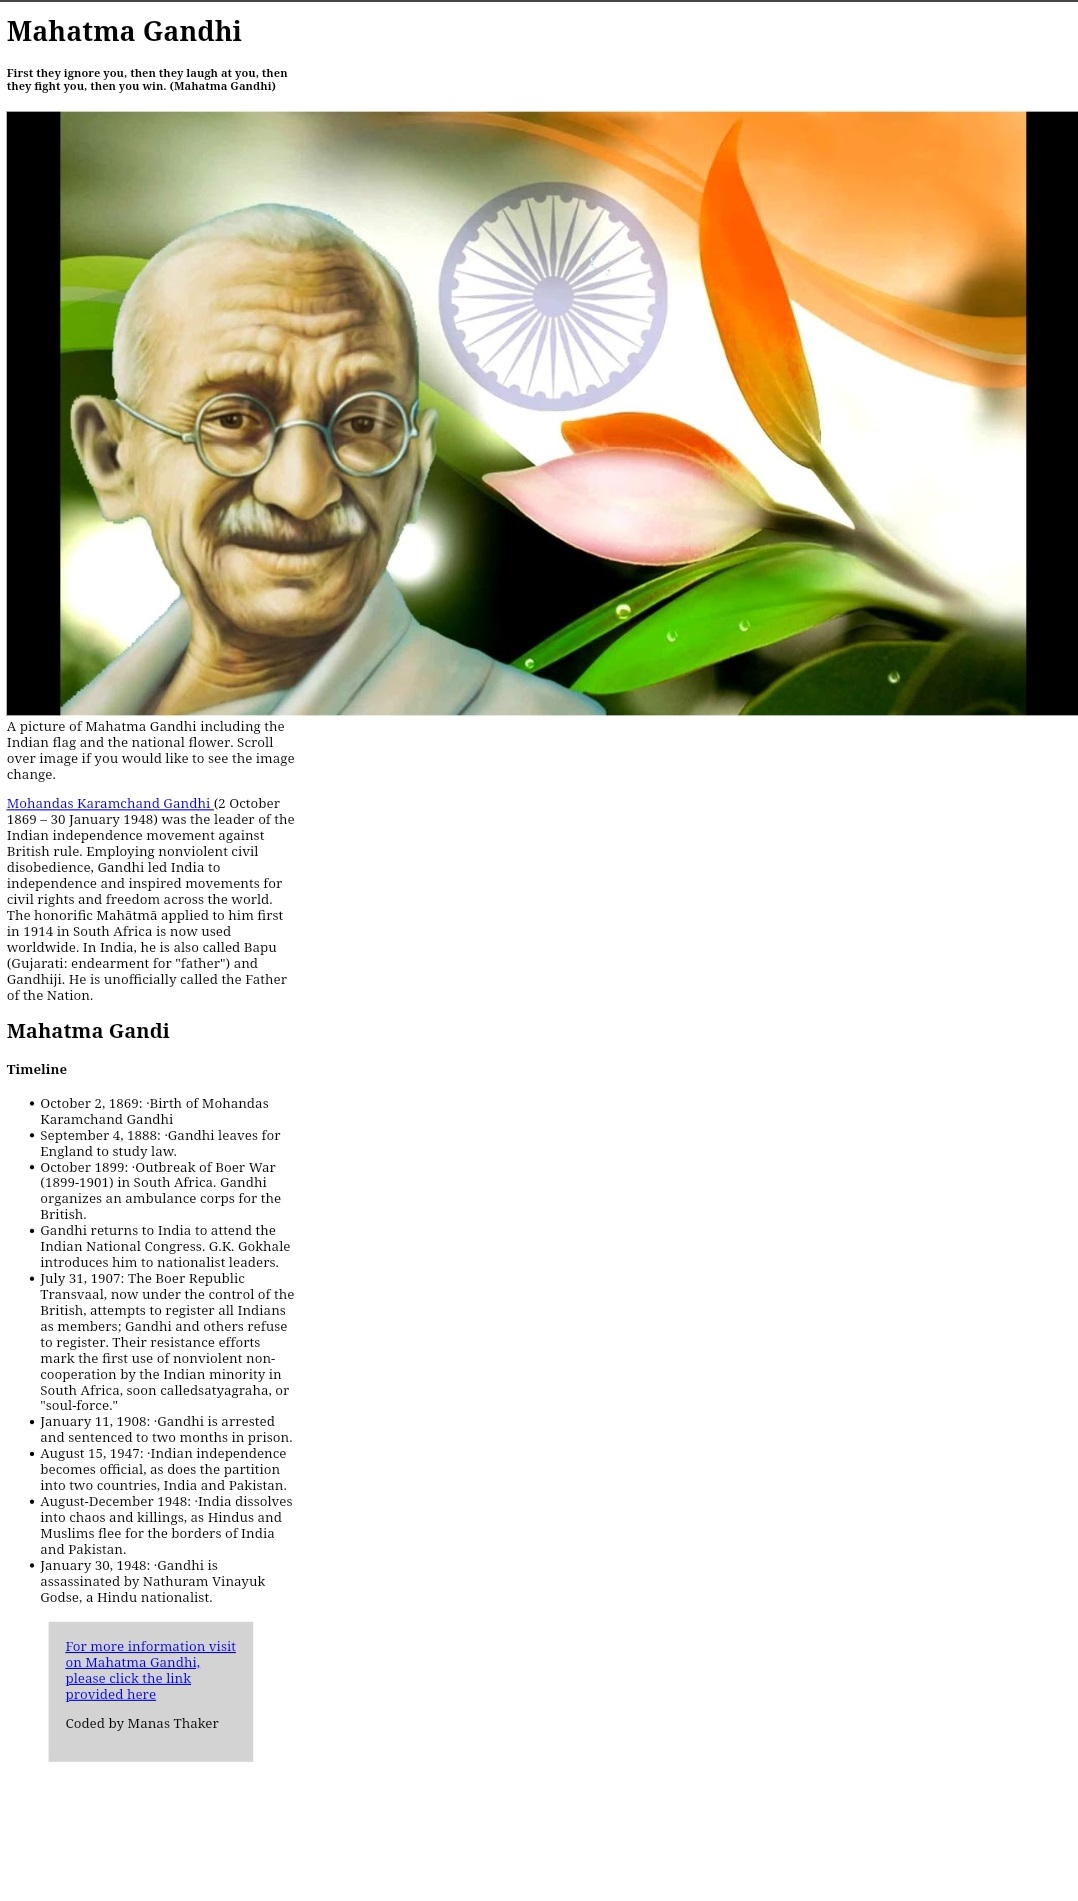 Mahatma Gandhi
First they ignore you, then they laugh at you, then
they fight you, then you win. (Mahatma Gandhi)
A picture of Mahatma Gandhi including the
Indian flag and the national flower. Scroll
over image if you would like to see the image
change.
Mohandas Karamchand Gandhi (2 October
1869 – 30 January 1948) was the leader of the
Indian independence movement against
British rule. Employing nonviolent civil
disobedience, Gandhi led India to
independence and inspired movements for
civil rights and freedom across the world.
The honorific Mahātmā applied to him first
in 1914 in South Africa is now used
worldwide. In India, he is also called Bapu
(Gujarati: endearment for "father") and
Gandhiji. He is unofficially called the Father
of the Nation.
Mahatma Gandi
Timeline
• October 2, 1869: ·Birth of Mohandas
Karamchand Gandhi
• September 4, 1888: ·Gandhi leaves for
England to study law.
• October 1899: ·Outbreak of Boer War
(1899-1901) in South Africa. Gandhi
organizes an ambulance corps for the
British.
• Gandhi returns to India to attend the
Indian National Congress. G.K. Gokhale
introduces him to nationalist leaders.
• July 31, 1907: The Boer Republic
Transvaal, now under the control of the
British, attempts to register all Indians
as members; Gandhi and others refuse
to register. Their resistance efforts
mark the first use of nonviolent non-
cooperation by the Indian minority in
South Africa, soon calledsatyagraha, or
"soul-force."
• January 11, 1908: ·Gandhi is arrested
and sentenced to two months in prison.
• August 15, 1947: ·Indian independence
becomes official, as does the partition
into two countries, India and Pakistan.
• August-December 1948: ·India dissolves
into chaos and killings, as Hindus and
Muslims flee for the borders of India
and Pakistan.
• January 30, 1948: ·Gandhi is
assassinated by Nathuram Vinayuk
Godse, a Hindu nationalist.
For more information visit
on Mahatma Gandhi,
please click the link
provided here
Coded by Manas Thaker